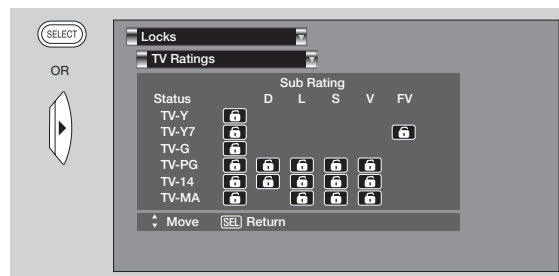 SELECT
OR
Locks
TV Ratings
Sub Rating
Status D L S V FV
TV-Y
TV-Y7
TV-G
TV-PG
TV-14
TV-MA
Move SEL Return